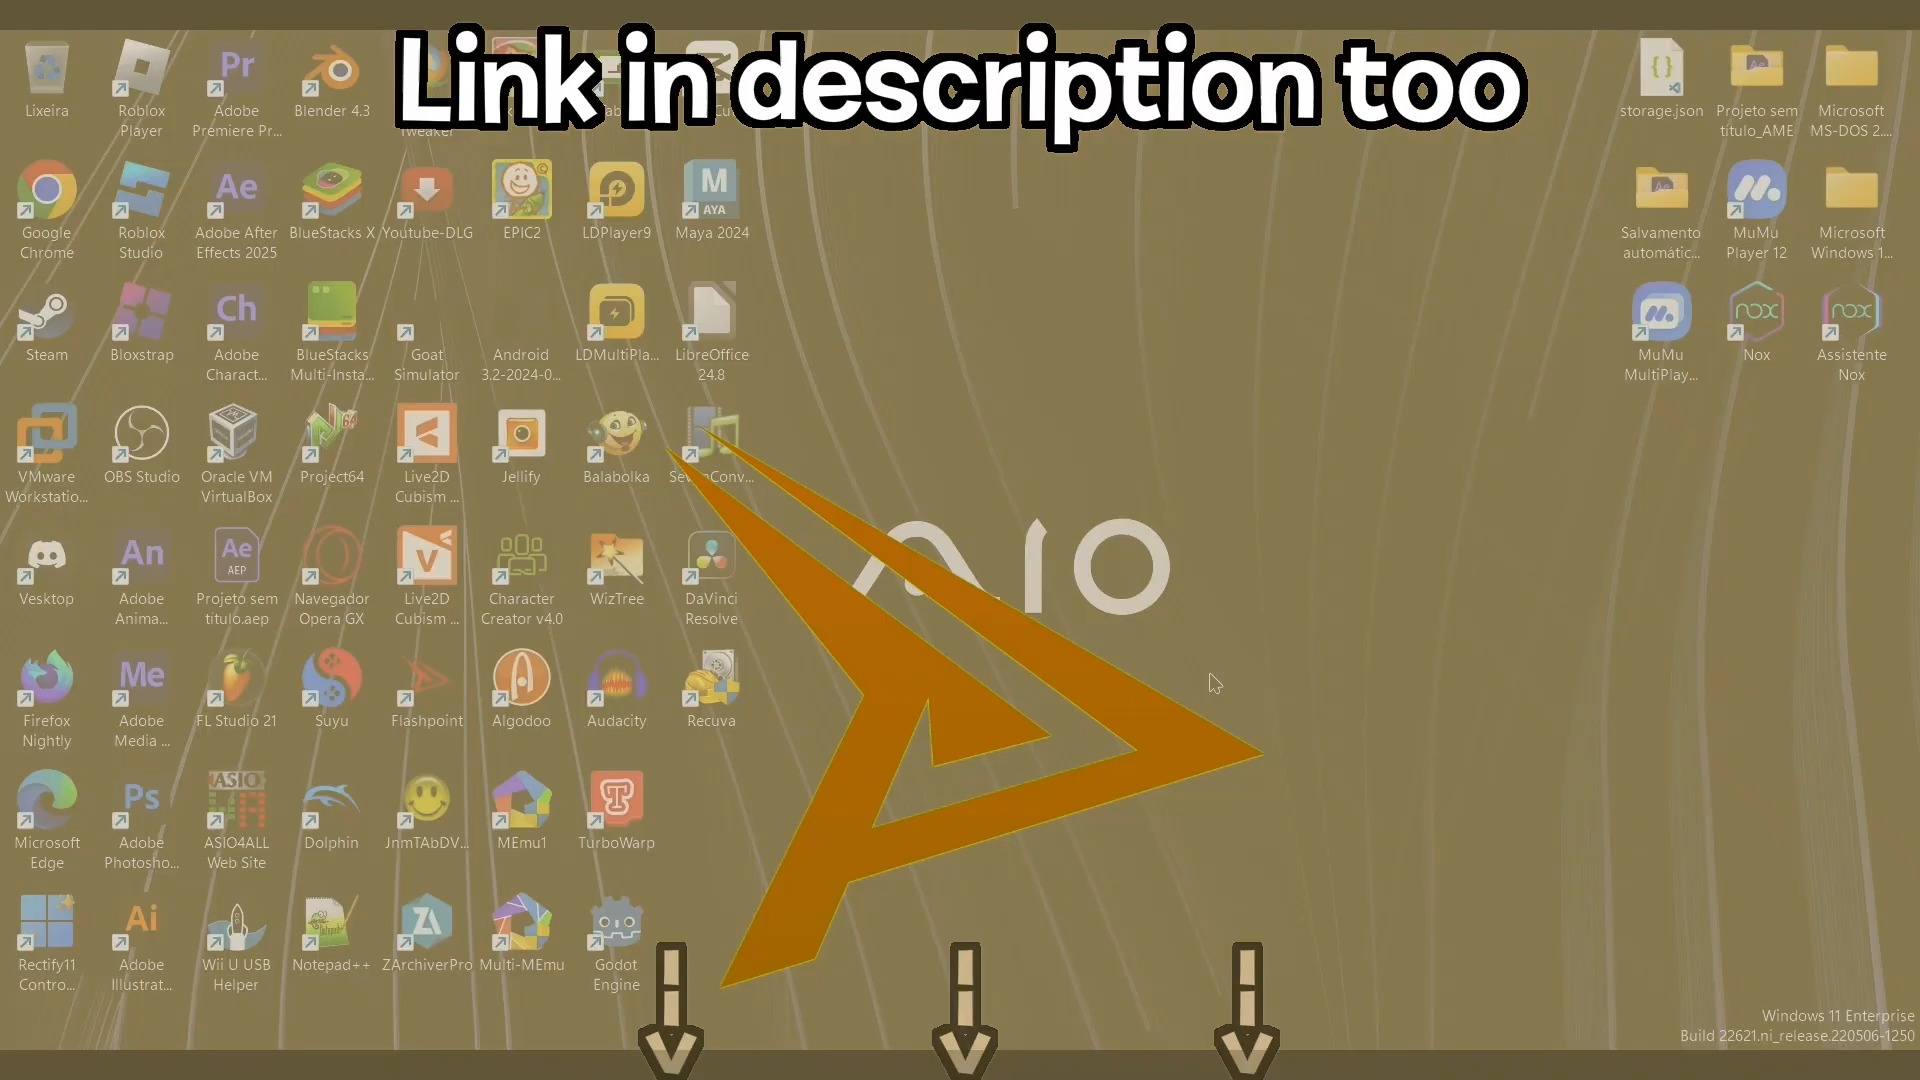 Link in description too
Lixeira
Roblox
Player
Adobe
Premiere Pr...
Blender 4.3
Tweaker
storage.json
Projeto sem
título_AME
Microsoft
MS-DOS 2....
Google
Chrome
Roblox
Studio
Adobe After
Effects 2025
BlueStacks X
Youtube-DLG
EPIC2
LDPlayer9
Maya 2024
Salvamento
automátic...
MuMu
Player 12
Microsoft
Windows 1...
Steam
Bloxstrap
Adobe
Charact...
BlueStacks
Multi-Insta...
Goat
Simulator
Android
3.2-2024-0...
LDMultiPla...
LibreOffice
24.8
MuMu
MultiPlay...
Nox
Assistente
Nox
VMware
Workstatio...
OBS Studio
Oracle VM
VirtualBox
Project64
Live2D
Cubism ...
Jellify
Balabolka
AIO
Vesktop
Adobe
Anima...
Projeto sem
título.aep
Navegador
Opera GX
Live2D
Cubism ...
Character
Creator v4.0
WizTree
DaVinci
Resolve
Firefox
Nightly
Adobe
Media ...
FL Studio 21
Suyu
Flashpoint
Algodoo
Audacity
Recuva
Microsoft
Edge
Adobe
Photosho...
ASIO4ALL
Web Site
Dolphin
JnmTAbDV...
MEmu1
TurboWarp
Rectify11
Contro...
Adobe
Illustrat...
Wii U USB
Helper
Notepad++
ZArchiverPro
Multi-MEmu
Godot
Engine
Windows 11 Enterprise
Build 22621.ni_release.220506-1250